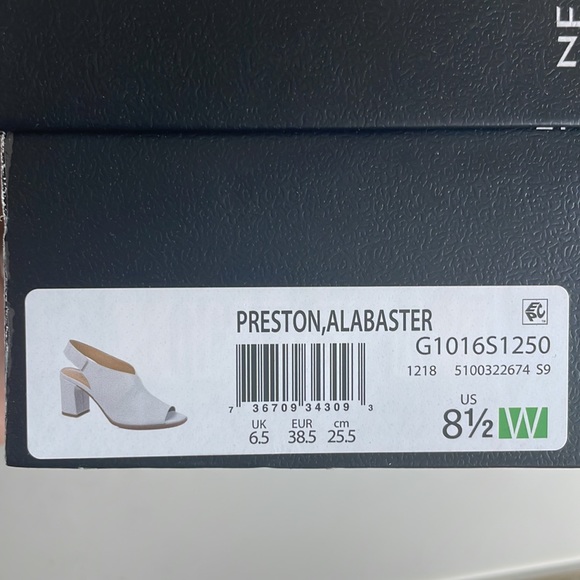 NE
PRESTON,ALABASTER
EPC
G1016S1250
1218 5100322674 S9
7 36709 34309 3
UK EUR cm
6.5 38.5 25.5
US
8½ W